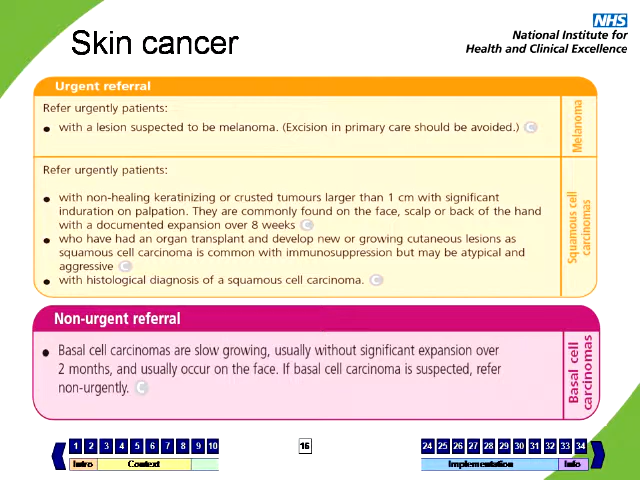 NHS
National Institute for
Health and Clinical Excellence
Skin cancer
Urgent referral
Refer urgently patients:
● with a lesion suspected to be melanoma. (Excision in primary care should be avoided.) C
Melanoma
Refer urgently patients:
● with non-healing keratinizing or crusted tumours larger than 1 cm with significant
induration on palpation. They are commonly found on the face, scalp or back of the hand
with a documented expansion over 8 weeks C
● who have had an organ transplant and develop new or growing cutaneous lesions as
squamous cell carcinoma is common with immunosuppression but may be atypical and
aggressive C
● with histological diagnosis of a squamous cell carcinoma. C
Squamous cell
carcinomas
Non-urgent referral
● Basal cell carcinomas are slow growing, usually without significant expansion over
2 months, and usually occur on the face. If basal cell carcinoma is suspected, refer
non-urgently. C
Basal cell
carcinomas
1 2 3 4 5 6 7 8 9 10 16 24 25 26 27 28 29 30 31 32 33 34
Intro Context Implementation Info